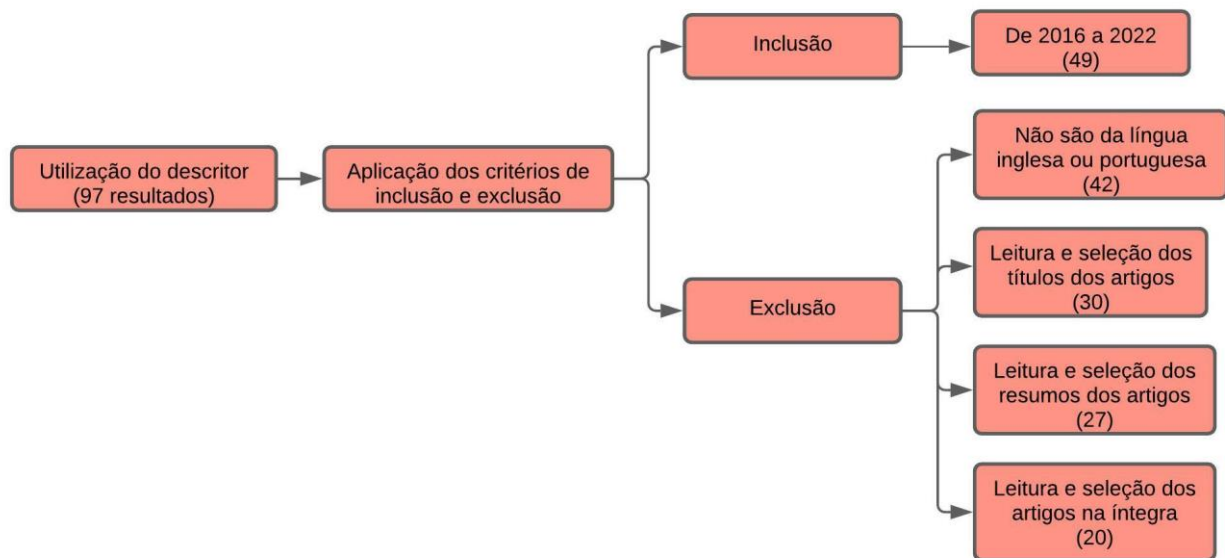 Utilização do descritor
(97 resultados)
Aplicação dos critérios de
inclusão e exclusão
Inclusão
De 2016 a 2022
(49)
Exclusão
Não são da língua
inglesa ou portuguesa
(42)
Leitura e seleção dos
títulos dos artigos
(30)
Leitura e seleção dos
resumos dos artigos
(27)
Leitura e seleção dos
artigos na íntegra
(20)